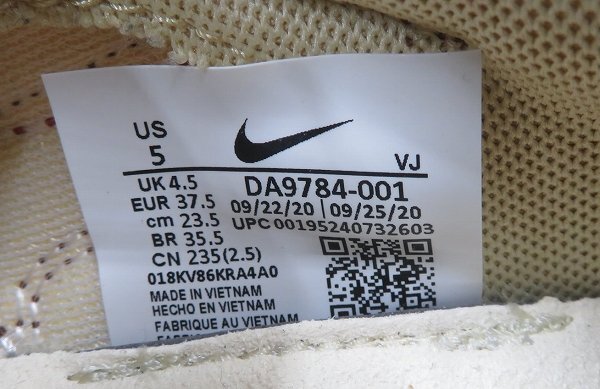 US
5
VJ
UK 4.5
EUR 37.5
cm 23.5
BR 35.5
CN 235(2.5)
DA9784-001
09/22/20 | 09/25/20
UPC 00195240732603
018KV86KRA4A0
MADE IN VIETNAM
HECHO EN VIETNAM
FABRIQUE AU VIETNAM